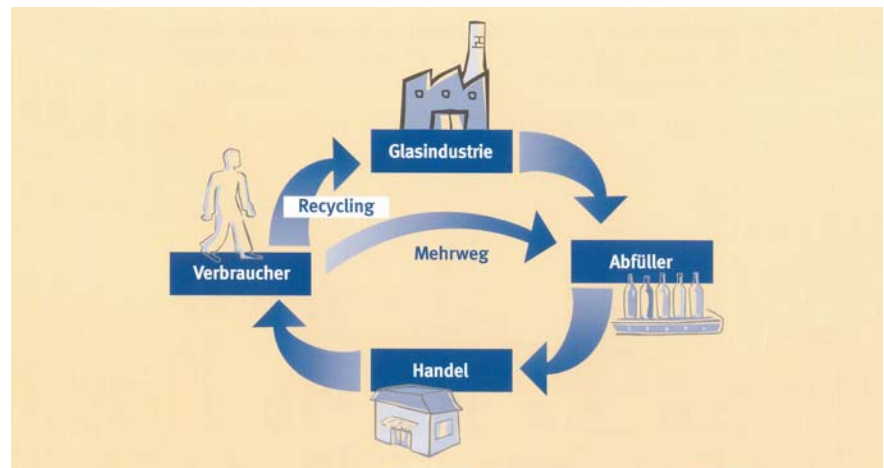 Glasindustrie
Recycling
Mehrweg
Verbraucher
Abfüller
Handel